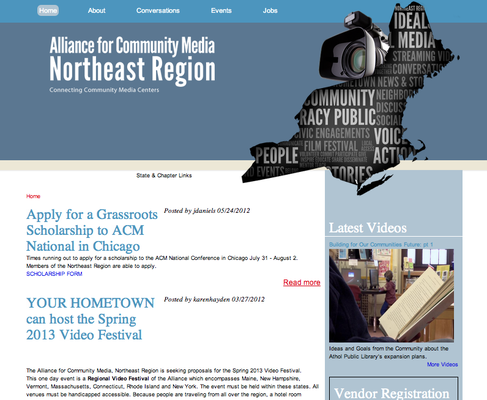 Home About Conversations Events Jobs
Alliance for Community Media
Northeast Region
Connecting Community Media Centers
NORTHEAST REGION
IDEAL
MEDIA
STREAMING
CONVERSATION
HOMETOWN NEWS &
NEIGHBOR
COMMUNITY
RACY PUBLIC
CIVIC ENGAGEMENTS
FILM FESTIVAL
VOICE
ACTION
PEOPLE
EVENTS
STORIES
State & Chapter Links
Home
Apply for a Grassroots
Scholarship to ACM
National in Chicago
Posted by jdaniels 05/24/2012
Times running out to apply for a scholarship to the ACM National Conference in Chicago July 31 - August 2.
Members of the Northeast Region are able to apply.
SCHOLARSHIP FORM
Read more
YOUR HOMETOWN
can host the Spring
2013 Video Festival
Posted by karenhayden 03/27/2012
The Alliance for Community Media, Northeast Region is seeking proposals for the Spring 2013 Video Festival.
This one day event is a Regional Video Festival of the Alliance which encompasses Maine, New Hampshire,
Vermont, Massachusetts, Connecticut, Rhode Island and New York. The event must be held within these states. All
venues must be handicapped accessible. Because people are traveling from all over the region, a hotel room
Latest Videos
Building for Our Communities Future: pt 1
Ideas and Goals from the Community about the
Athol Public Library's expansion plans.
More Videos
Vendor Registration